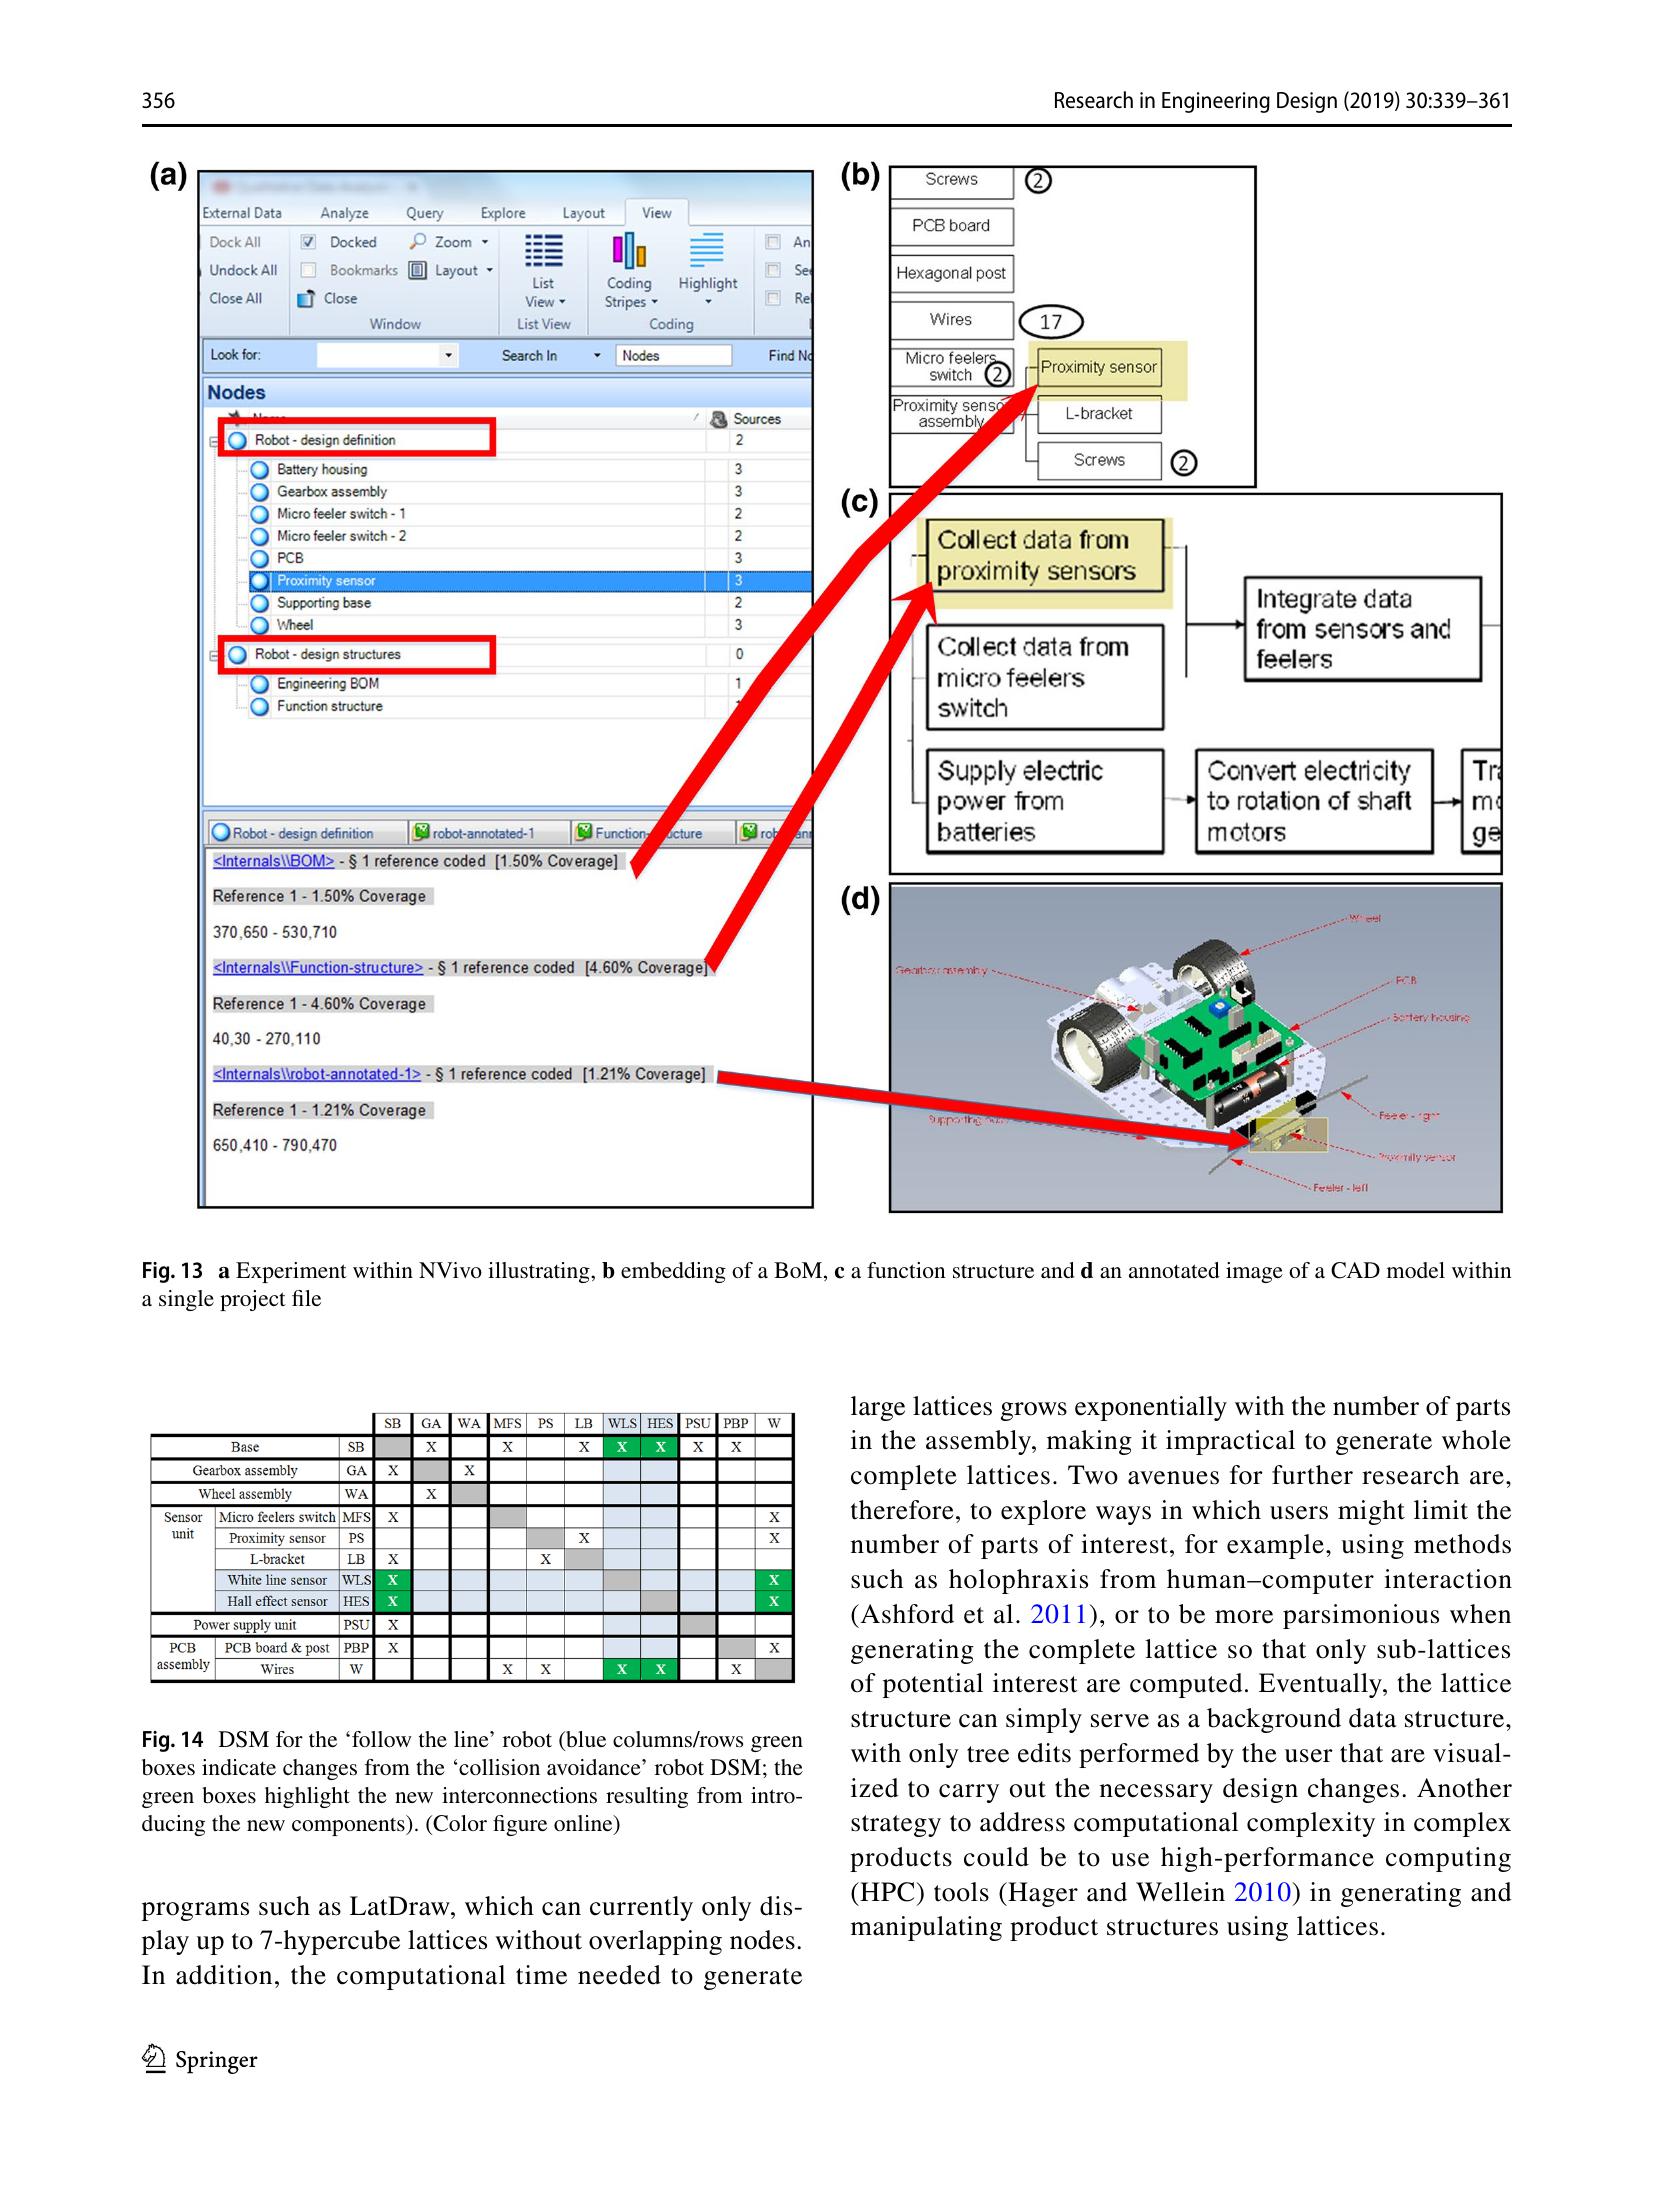 356
Research in Engineering Design (2019) 30:339–361
(a)
External Data Analyze Query Explore Layout View
Dock All Docked Zoom
Undock All Bookmarks Layout
Close All Close
List View
Coding Stripes
Highlight
An
See
Rel
Window List View Coding
Look for: Search In Nodes Find No
Nodes
Name Sources
Robot - design definition 2
Battery housing 3
Gearbox assembly 3
Micro feeler switch - 1 2
Micro feeler switch - 2 2
PCB 3
Proximity sensor 3
Supporting base 2
Wheel 3
Robot - design structures 0
Engineering BOM 1
Function structure
Robot - design definition robot-annotated-1
<Internals\\BOM> - § 1 reference coded [1.50% Coverage]
Reference 1 - 1.50% Coverage
370,650 - 530,710
<Internals\\Function-structure> - § 1 reference coded [4.60% Coverage]
Reference 1 - 4.60% Coverage
40,30 - 270,110
<Internals\\robot-annotated-1> - § 1 reference coded [1.21% Coverage]
Reference 1 - 1.21% Coverage
650,410 - 790,470
(b)
Screws 2
PCB board
Hexagonal post
Wires 17
Micro feelers
switch 2
Proximity sensor
Proximity senso
assembly
L-bracket
Screws 2
(c)
Collect data from
proximity sensors
Collect data from
micro feelers
switch
Integrate data
from sensors and
feelers
Supply electric
power from
batteries
Convert electricity
to rotation of shaft
motors
Tra
mo
ge
(d)
Wheel
Gearbox assembly
PCB
Battery housing
Feeler - right
Supporting
Proximity sensor
Feeler - left
Fig. 13 a Experiment within NVivo illustrating, b embedding of a BoM, c a function structure and d an annotated image of a CAD model within
a single project file
SB GA WA MFS PS LB WLS HES PSU PBP W
Base SB X X X X X X X
Gearbox assembly GA X X
Wheel assembly WA X
Sensor unit
Micro feelers switch MFS X X
Proximity sensor PS X X
L-bracket LB X X
White line sensor WLS X X
Hall effect sensor HES X X
Power supply unit PSU X
PCB assembly
PCB board & post PBP X X
Wires W X X X X X
Fig. 14 DSM for the ‘follow the line’ robot (blue columns/rows green
boxes indicate changes from the ‘collision avoidance’ robot DSM; the
green boxes highlight the new interconnections resulting from intro-
ducing the new components). (Color figure online)
programs such as LatDraw, which can currently only dis-
play up to 7-hypercube lattices without overlapping nodes.
In addition, the computational time needed to generate
large lattices grows exponentially with the number of parts
in the assembly, making it impractical to generate whole
complete lattices. Two avenues for further research are,
therefore, to explore ways in which users might limit the
number of parts of interest, for example, using methods
such as holophraxis from human–computer interaction
(Ashford et al. 2011), or to be more parsimonious when
generating the complete lattice so that only sub-lattices
of potential interest are computed. Eventually, the lattice
structure can simply serve as a background data structure,
with only tree edits performed by the user that are visual-
ized to carry out the necessary design changes. Another
strategy to address computational complexity in complex
products could be to use high-performance computing
(HPC) tools (Hager and Wellein 2010) in generating and
manipulating product structures using lattices.
Springer